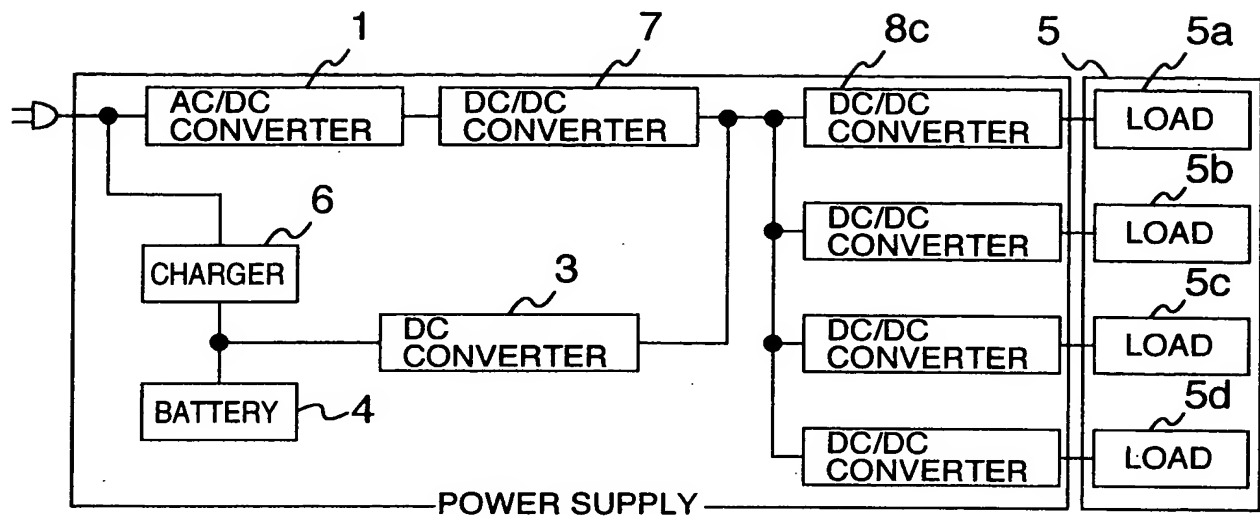 1
7
8c
5
5a
AC/DC
CONVERTER
DC/DC
CONVERTER
DC/DC
CONVERTER
LOAD
5b
6
DC/DC
CONVERTER
LOAD
CHARGER
3
5c
DC
CONVERTER
DC/DC
CONVERTER
LOAD
BATTERY
4
5d
DC/DC
CONVERTER
LOAD
POWER SUPPLY